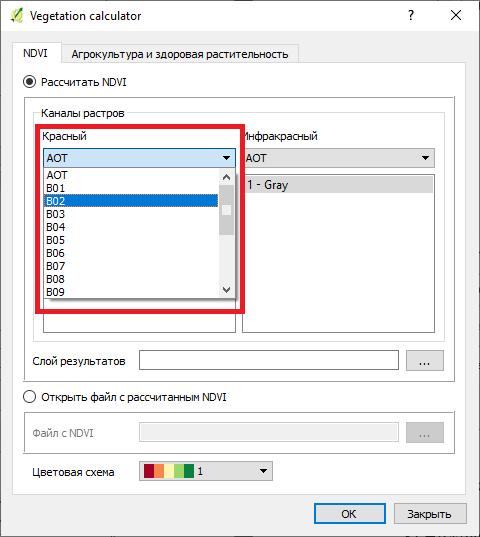 Vegetation calculator
?
NDVI
Агрокультура и здоровая растительность
Рассчитать NDVI
Каналы растров
Красный
Инфракрасный
AOT
AOT
AOT
B01
B02
B03
B04
B05
B06
B07
B08
B09
1 - Gray
Слой результатов
...
Открыть файл с рассчитанным NDVI
Файл с NDVI
...
Цветовая схема
1
OK
Закрыть